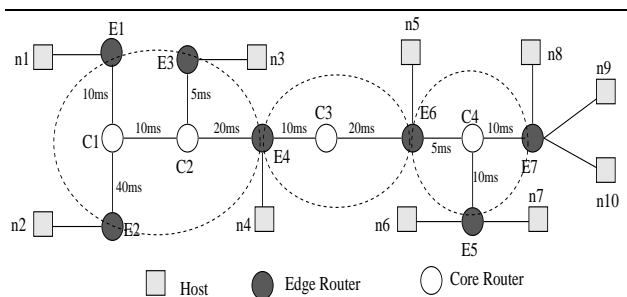 n5
E1
n1
E3
n3
n8
n9
10ms
5ms
C3
E6
C4
10ms
20ms
10ms
20ms
10ms
C1
C2
E4
5ms
E7
40ms
10ms
n10
n2
E2
n4
n6
n7
E5
Host
Edge Router
Core Router